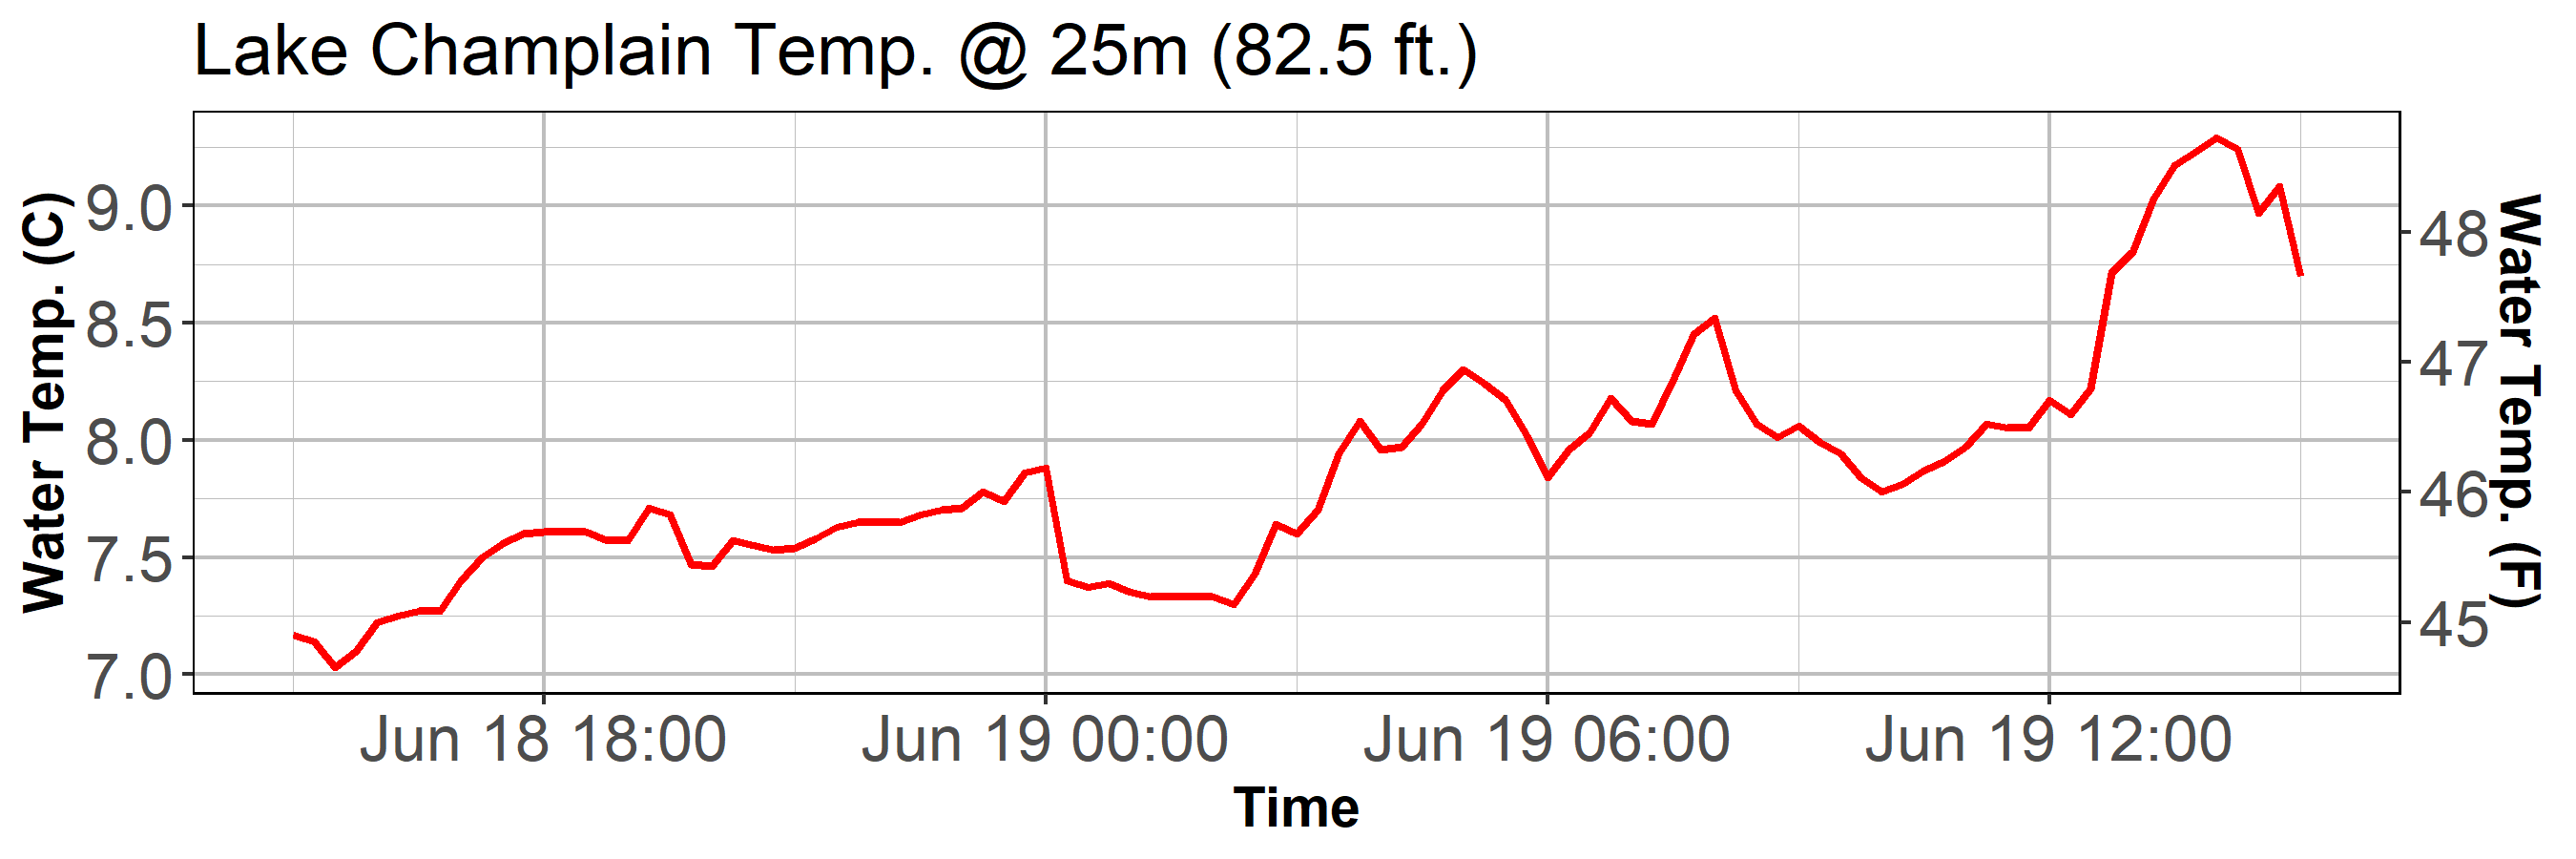 Lake Champlain Temp. @ 25m (82.5 ft.)
Water Temp. (C)
9.0
8.5
8.0
7.5
7.0
48
47
46
45
Water Temp. (F)
Jun 18 18:00
Jun 19 00:00
Jun 19 06:00
Jun 19 12:00
Time